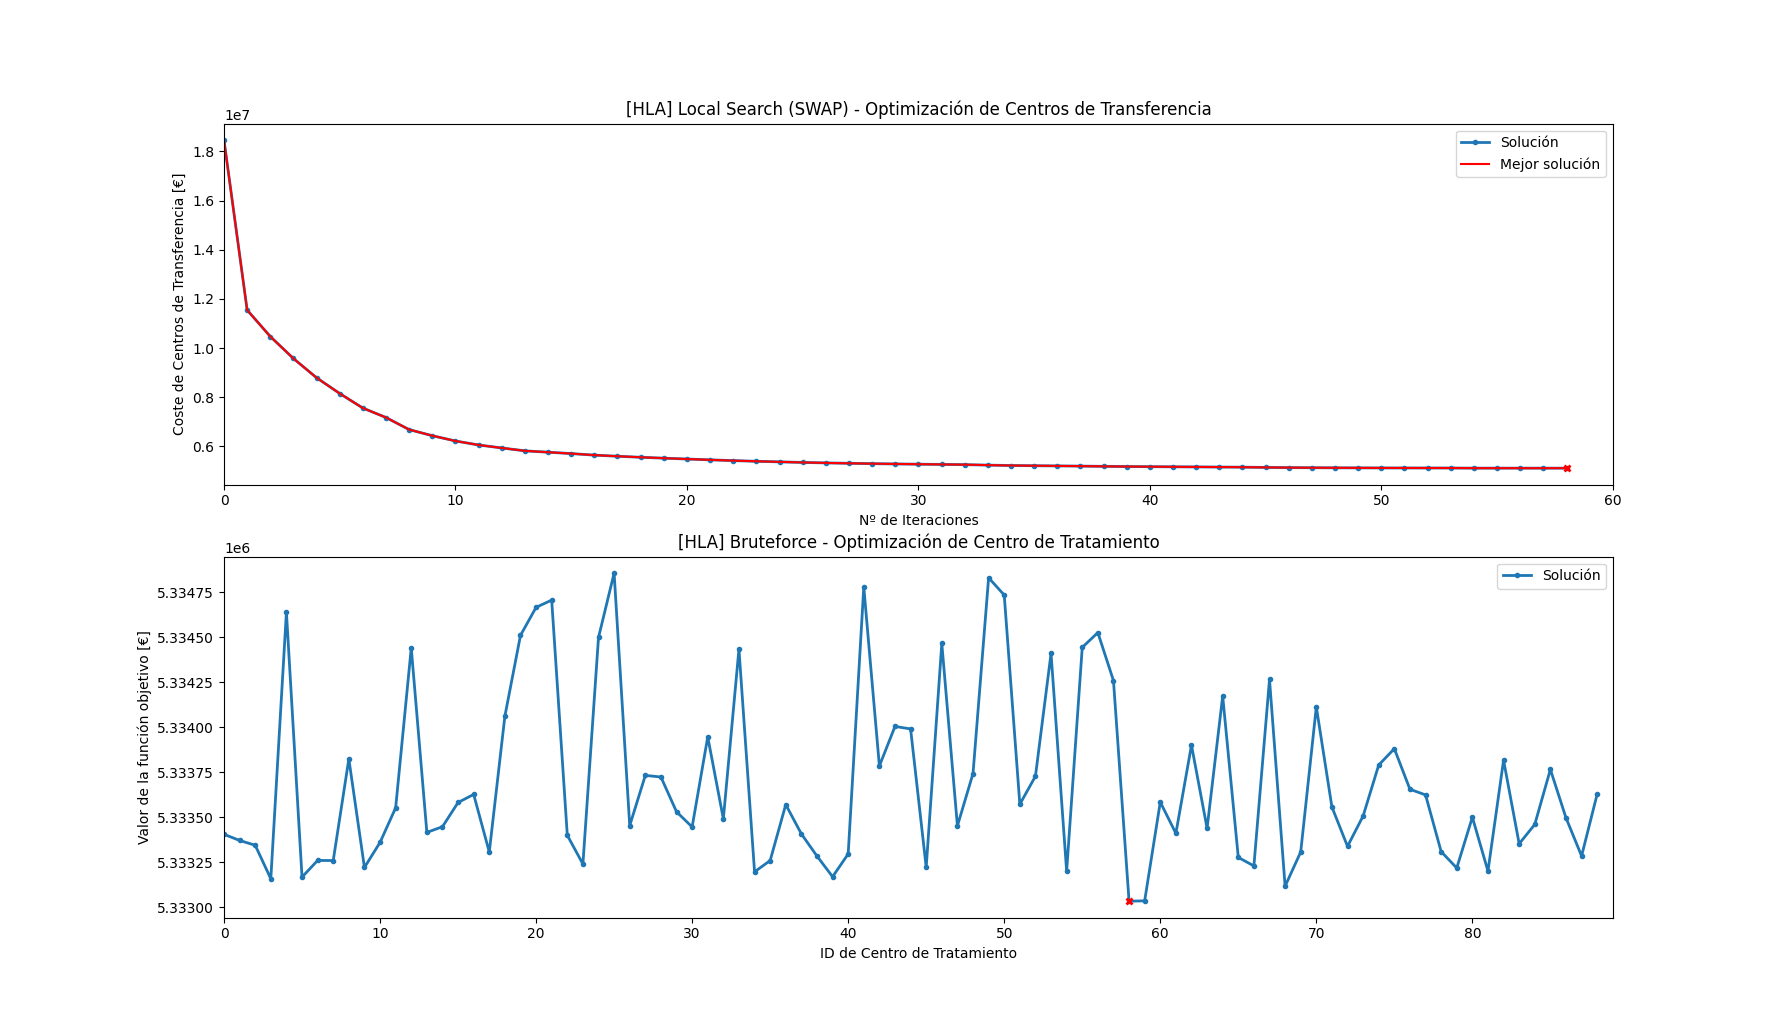 [HLA] Local Search (SWAP) - Optimización de Centros de Transferencia
1e7
Solución
Mejor solución
1.8
1.6
1.4
1.2
1.0
0.8
0.6
Coste de Centros de Transferencia [€]
0 10 20 30 40 50 60
Nº de Iteraciones
[HLA] Bruteforce - Optimización de Centro de Tratamiento
1e6
Solución
5.33475
5.33450
5.33425
5.33400
5.33375
5.33350
5.33325
5.33300
Valor de la función objetivo [€]
0 10 20 30 40 50 60 70 80
ID de Centro de Tratamiento